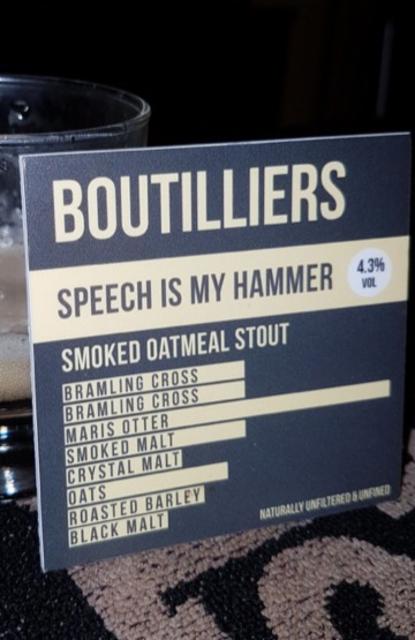 BOUTILLIERS
SPEECH IS MY HAMMER
4.3%
VOL
SMOKED OATMEAL STOUT
BRAMLING CROSS
BRAMLING CROSS
MARIS OTTER
SMOKED MALT
CRYSTAL MALT
OATS
ROASTED BARLEY
BLACK MALT
NATURALLY UNFILTERED & UNFINED